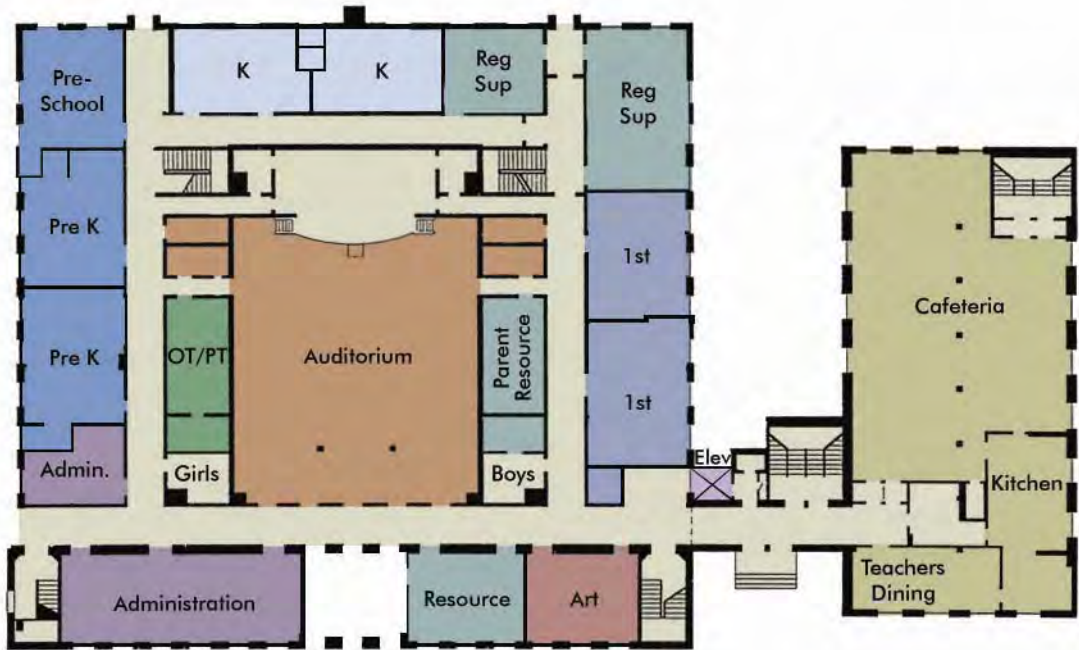 Pre-
School
K
K
Reg
Sup
Reg
Sup
Pre K
1st
Cafeteria
Pre K
OT/PT
Auditorium
Parent
Resource
1st
Admin.
Girls
Boys
Elev
Kitchen
Administration
Resource
Art
Teachers
Dining